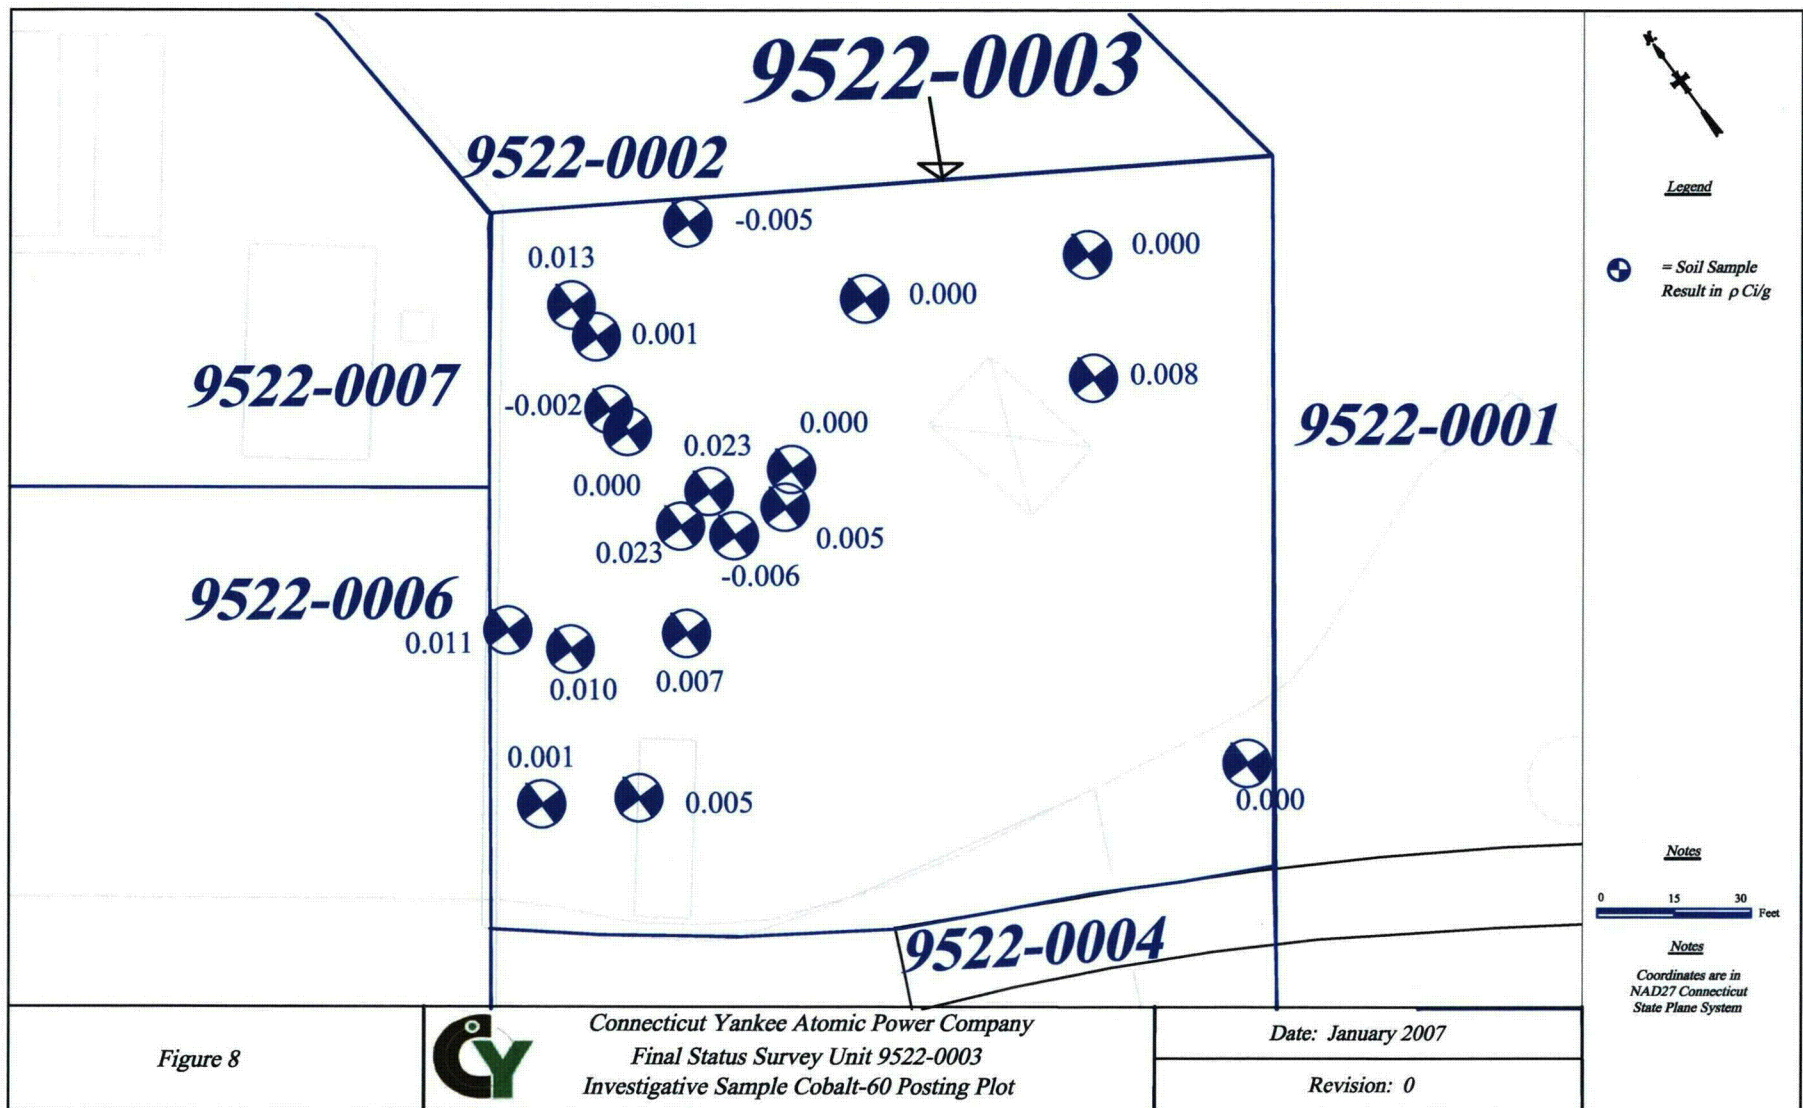 9522-0003
9522-0002
-0.005
0.000
0.013
0.000
0.001
0.008
9522-0007
-0.002
9522-0001
0.000
0.023
0.000
0.005
0.023
-0.006
9522-0006
0.011
0.007
0.010
0.001
0.005
0.000
9522-0004
Legend
= Soil Sample
Result in ρ Ci/g
Notes
0 15 30
Feet
Notes
Coordinates are in
NAD27 Connecticut
State Plane System
Figure 8
CY
Connecticut Yankee Atomic Power Company
Final Status Survey Unit 9522-0003
Investigative Sample Cobalt-60 Posting Plot
Date: January 2007
Revision: 0